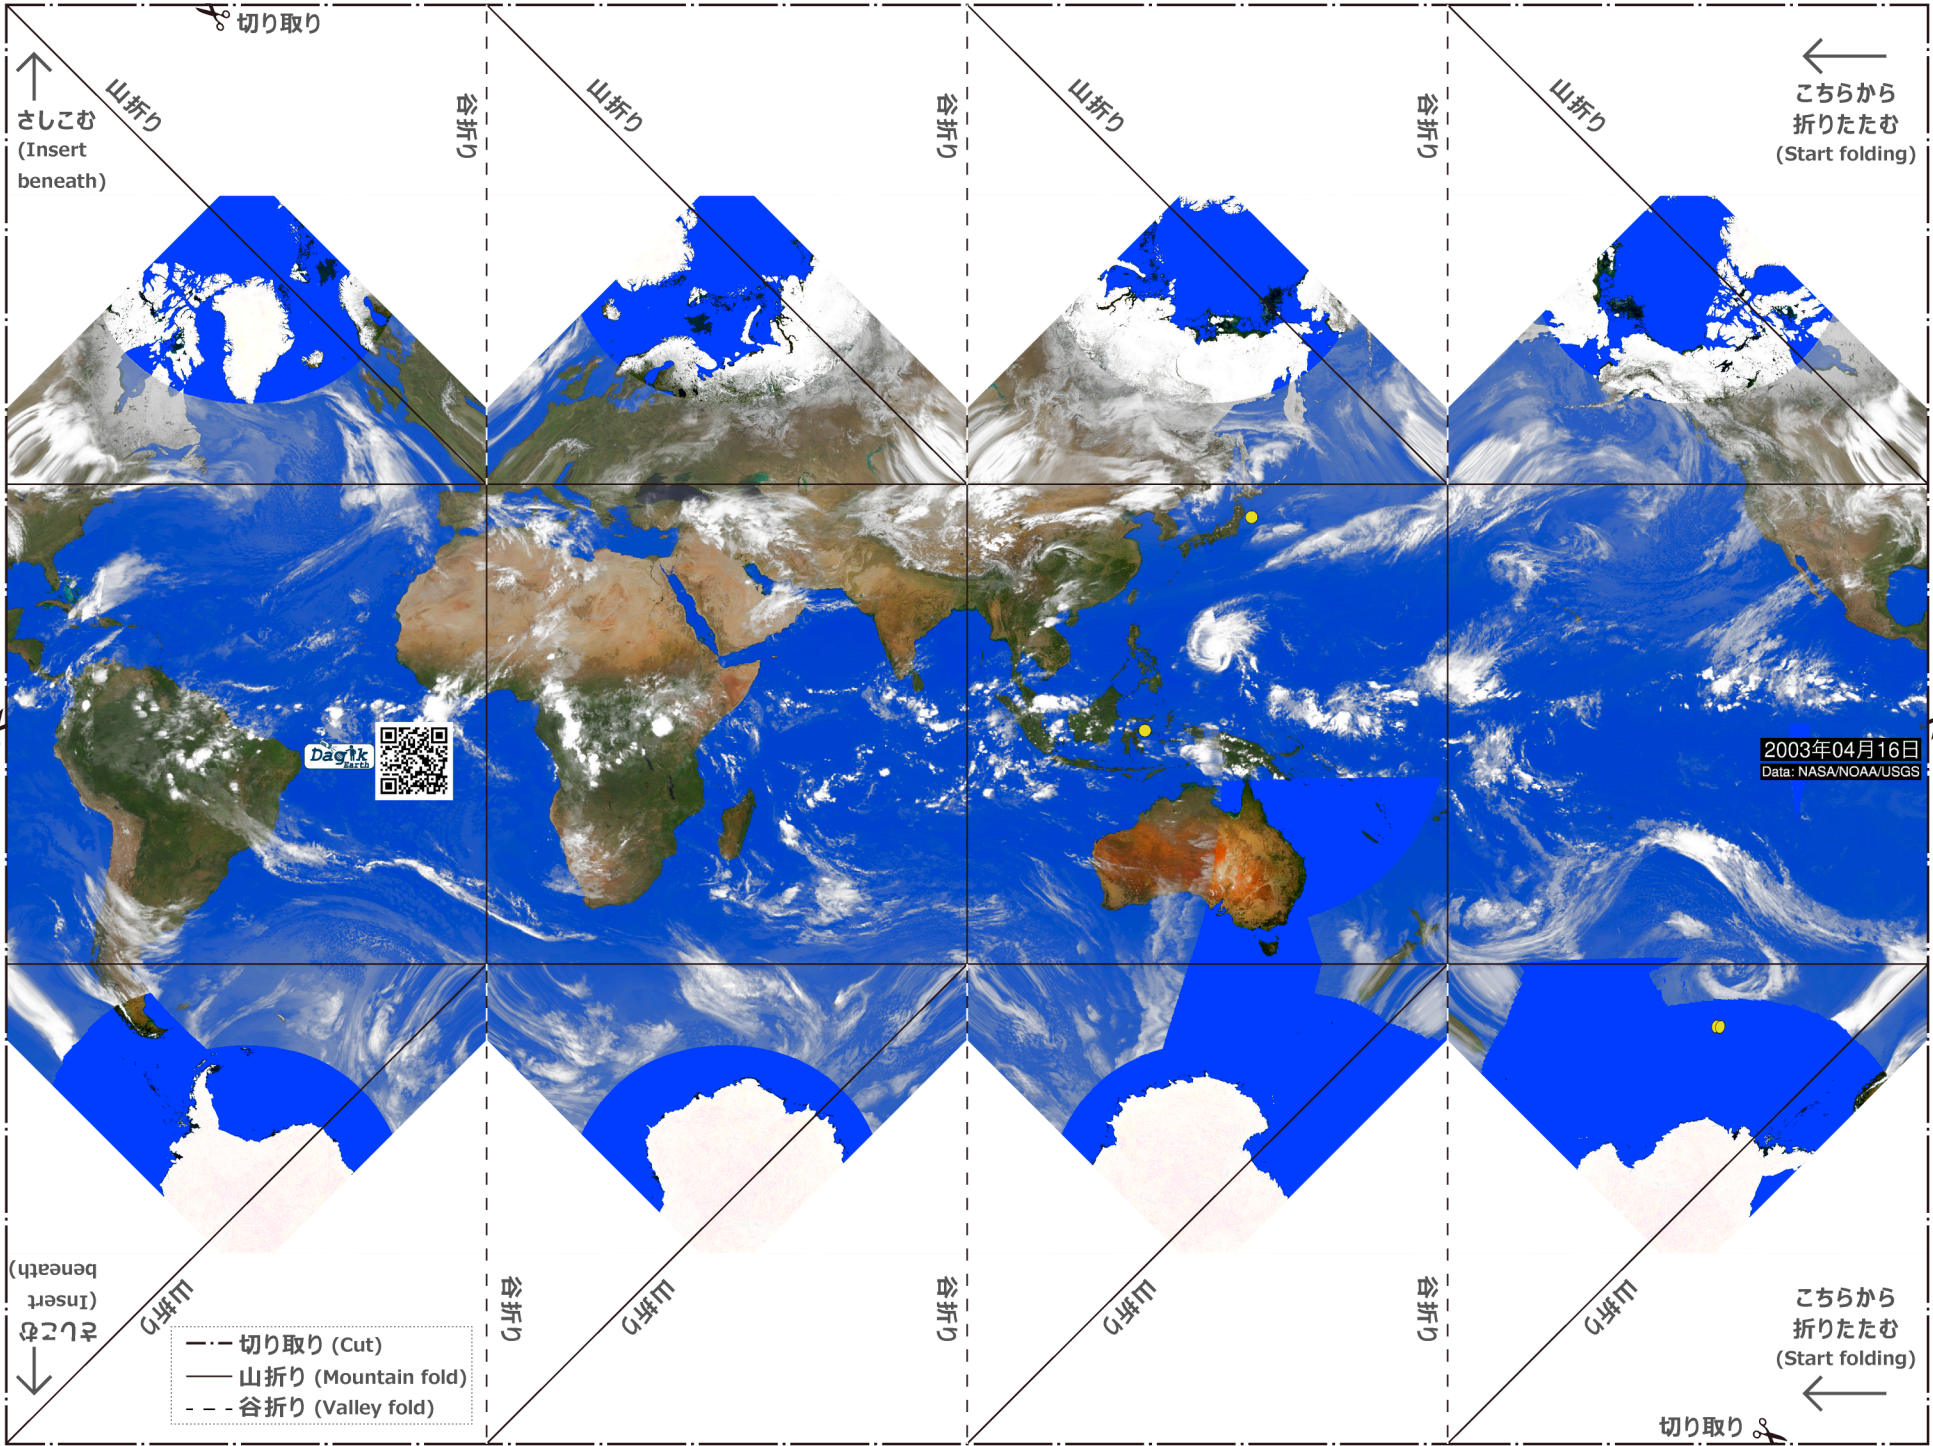 切り取り
山折り
谷折り
山折り
谷折り
山折り
谷折り
山折り
さしこむ
(Insert
beneath)
こちらから
折りたたむ
(Start folding)
Dagik
Earth
2003年04月16日
Data: NASA/NOAA/USGS
さしこむ
(Insert
beneath)
山折り
谷折り
山折り
谷折り
山折り
谷折り
山折り
こちらから
折りたたむ
(Start folding)
切り取り (Cut)
山折り (Mountain fold)
谷折り (Valley fold)
切り取り